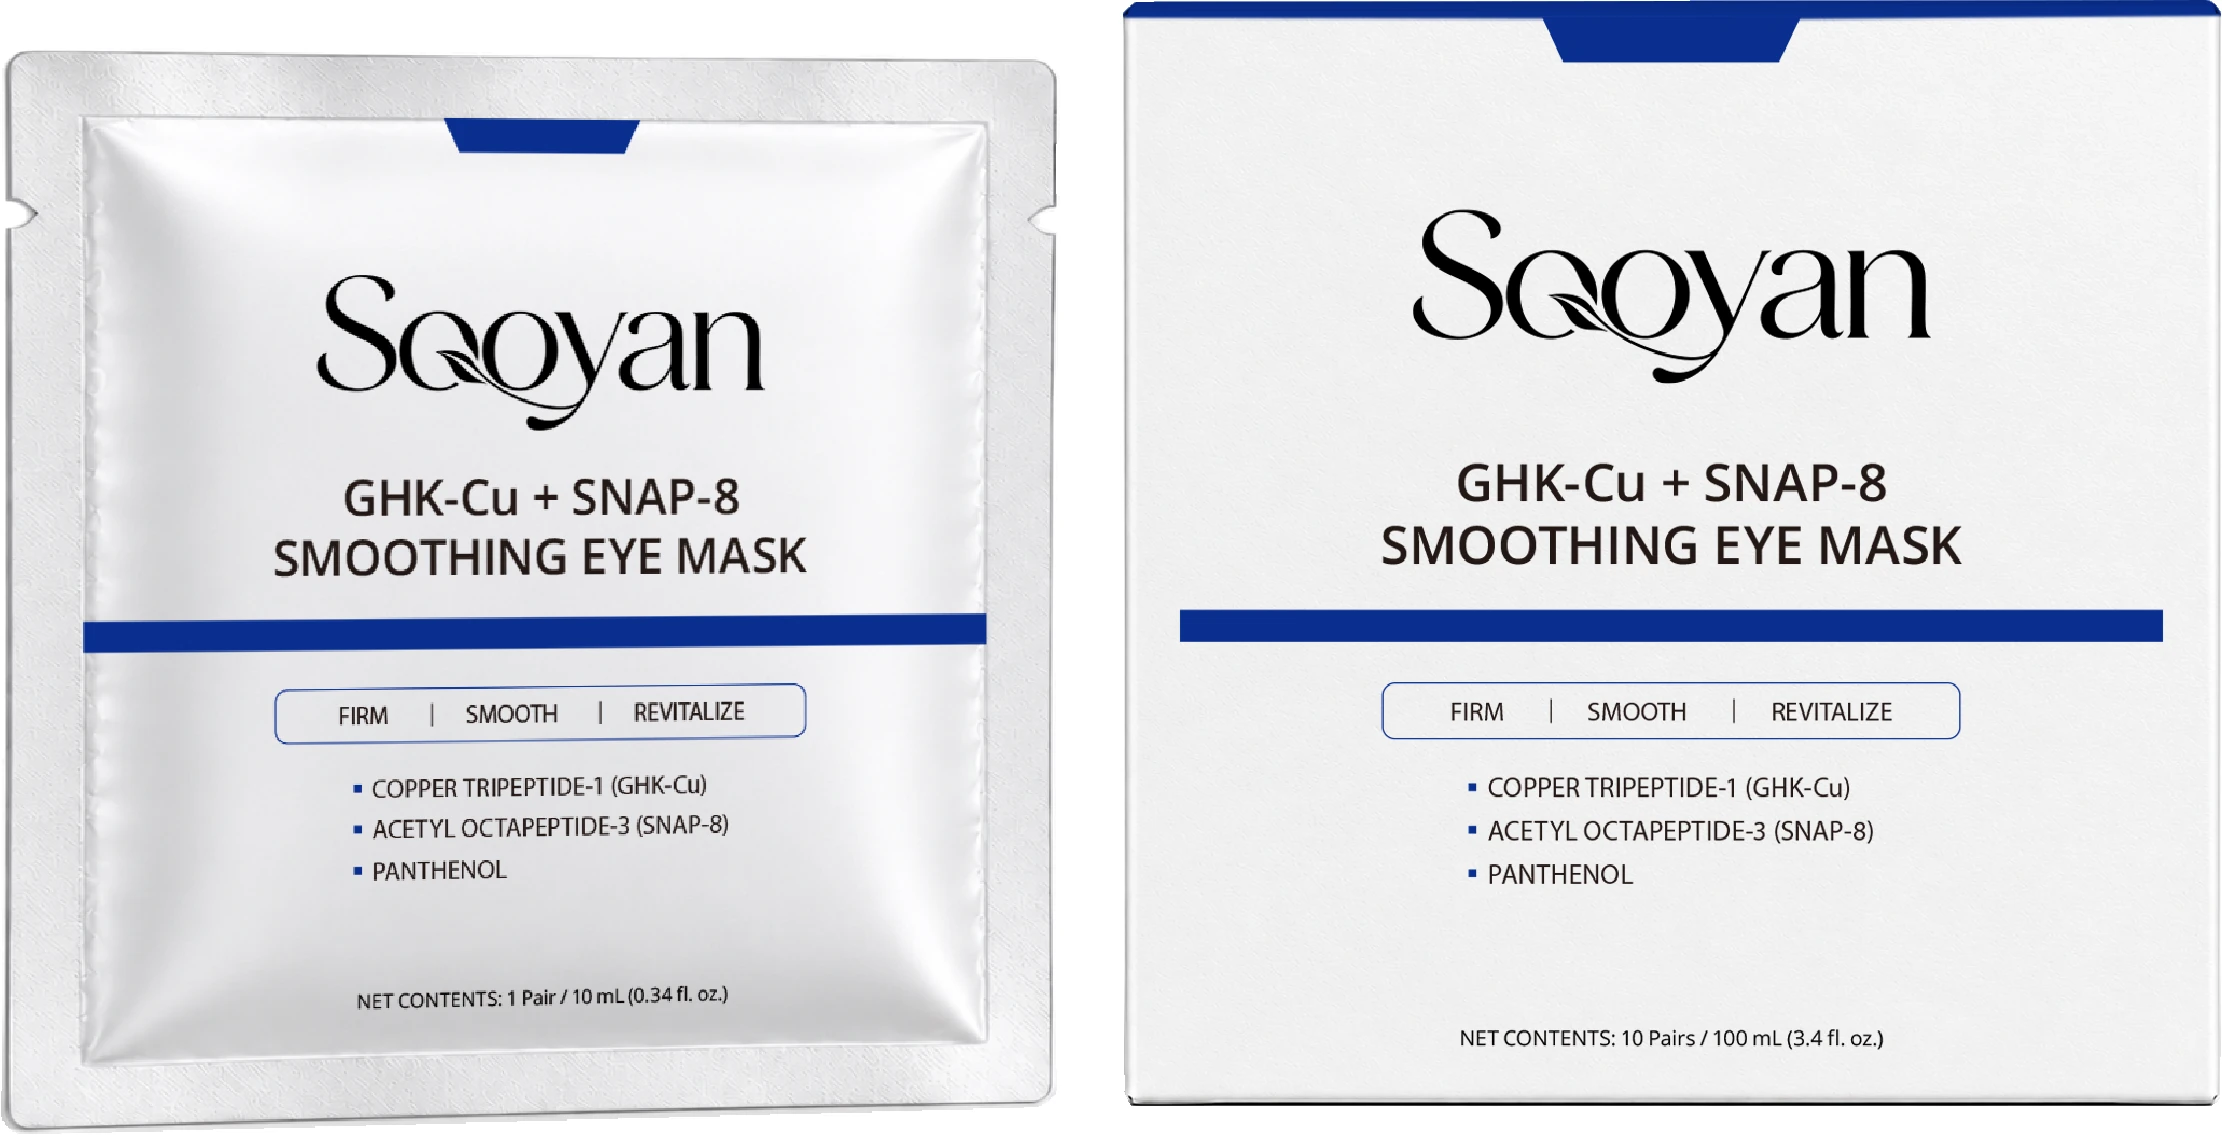 Sooyan
GHK-Cu + SNAP-8
SMOOTHING EYE MASK
FIRM | SMOOTH | REVITALIZE
▪ COPPER TRIPEPTIDE-1 (GHK-Cu)
▪ ACETYL OCTAPEPTIDE-3 (SNAP-8)
▪ PANTHENOL
NET CONTENTS: 1 Pair / 10 mL (0.34 fl. oz.)
Sooyan
GHK-Cu + SNAP-8
SMOOTHING EYE MASK
FIRM | SMOOTH | REVITALIZE
▪ COPPER TRIPEPTIDE-1 (GHK-Cu)
▪ ACETYL OCTAPEPTIDE-3 (SNAP-8)
▪ PANTHENOL
NET CONTENTS: 10 Pairs / 100 mL (3.4 fl. oz.)